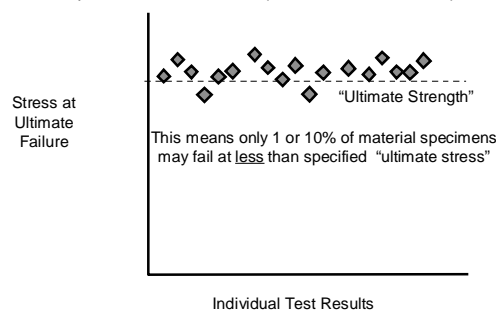 Stress at
Ultimate
Failure
“Ultimate Strength”
This means only 1 or 10% of material specimens
may fail at less than specified “ultimate stress”
Individual Test Results